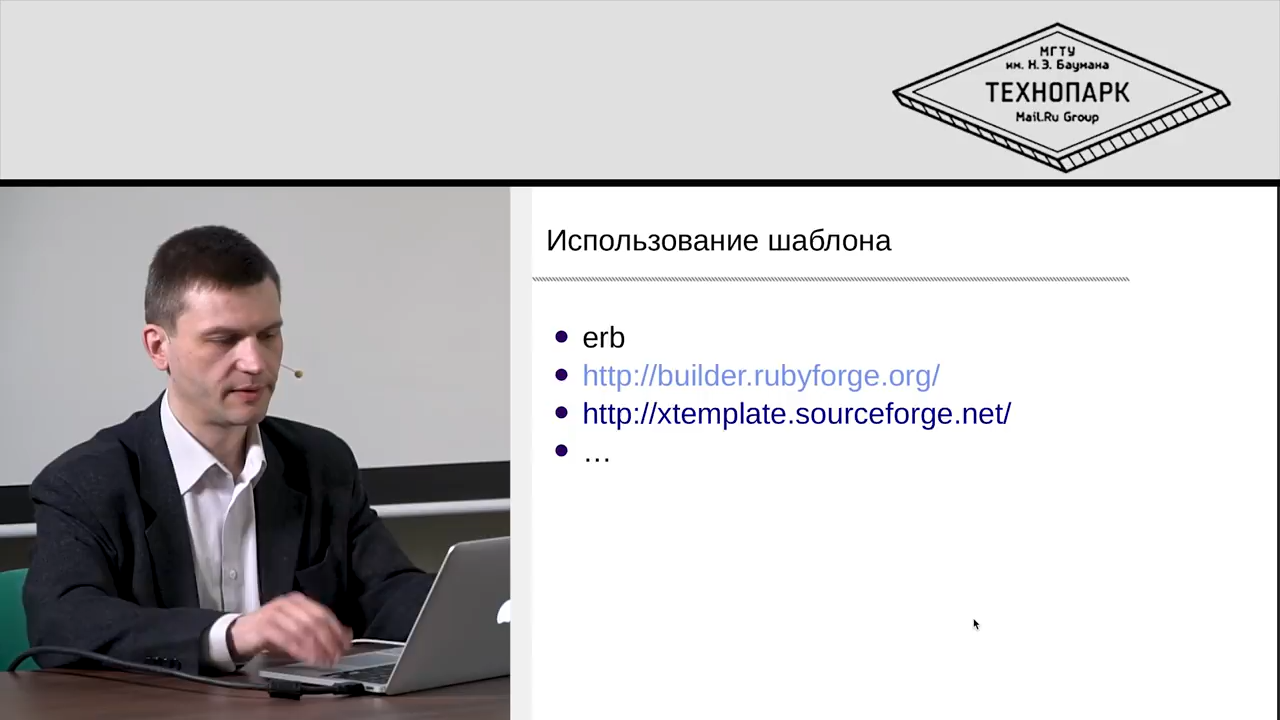 МГТУ
им. Н.Э. Баумана
ТЕХНОПАРК
Mail.Ru Group
Использование шаблона
erb
http://builder.rubyforge.org/
http://xtemplate.sourceforge.net/
…